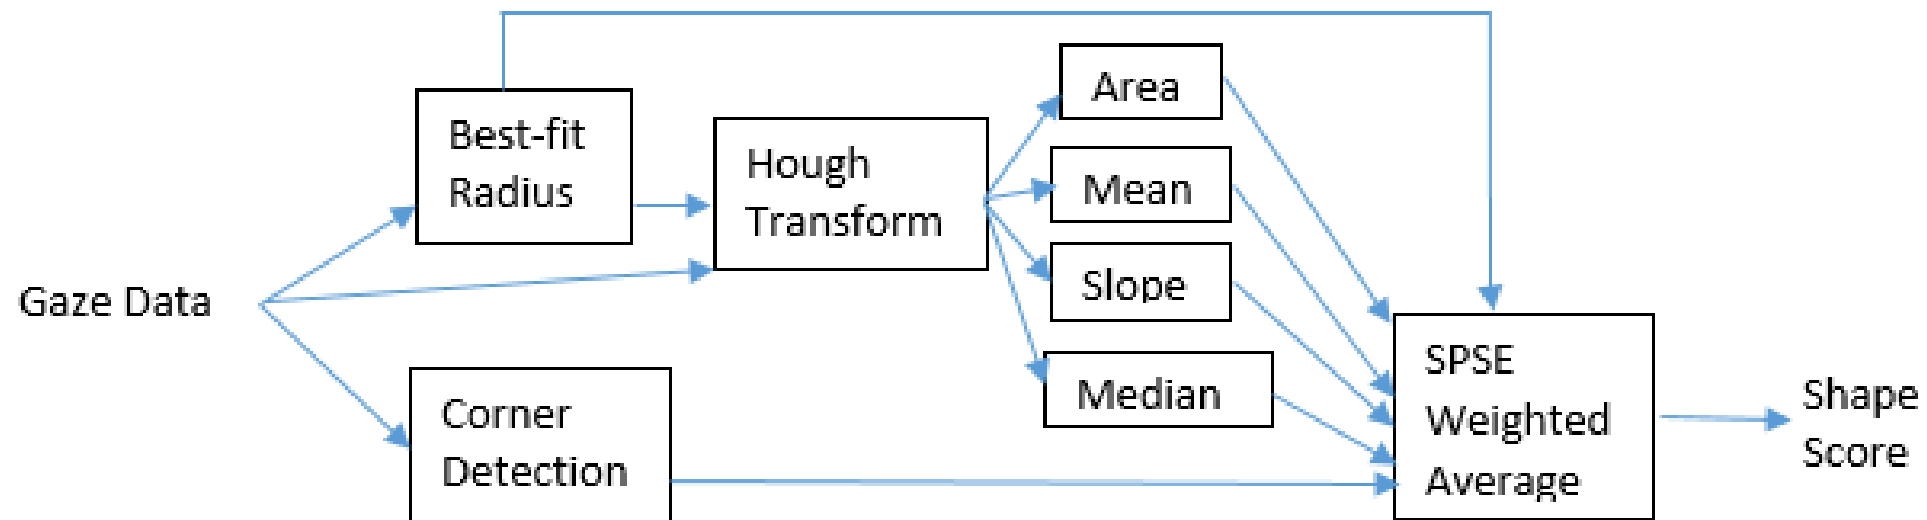 Gaze Data
Best-fit
Radius
Corner
Detection
Hough
Transform
Area
Mean
Slope
Median
SPSE
Weighted
Average
Shape
Score